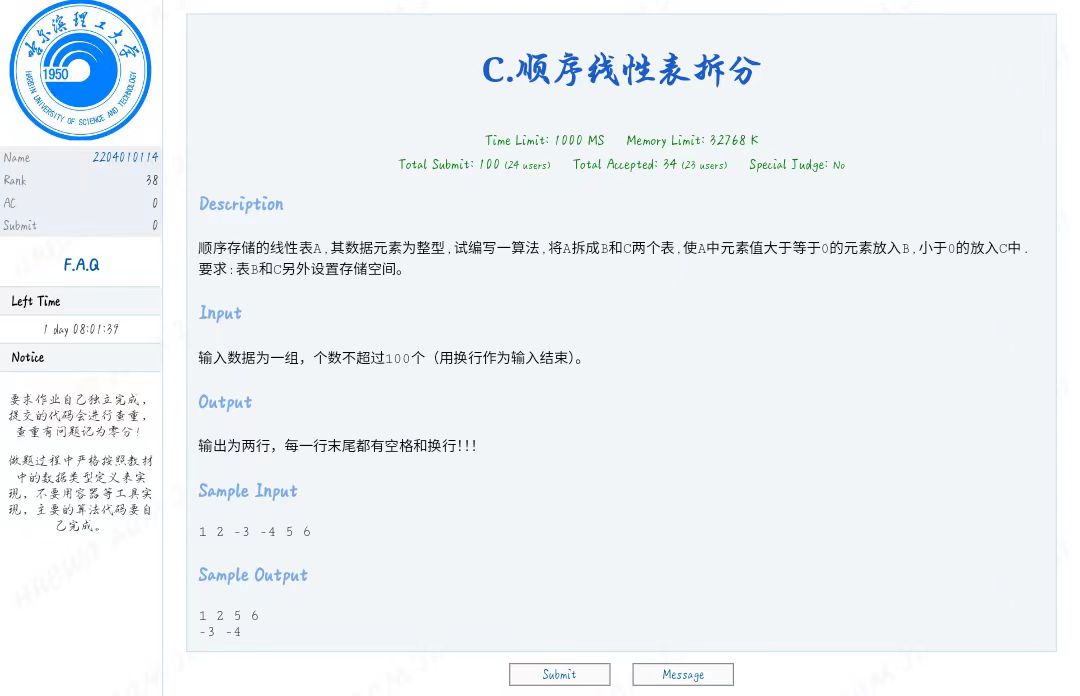 哈尔滨理工大学
1950
HARBIN UNIVERSITY OF SCIENCE AND TECHNOLOGY
Name 2204010114
Rank 38
AC 0
Submit 0
F.A.Q
Left Time
1 day 08:01:39
Notice
要求作业自己独立完成，
提交的代码会进行查重，
查重有问题记为零分！
做题过程中严格按照教材
中的数据类型定义来实
现，不要用容器等工具实
现，主要的算法代码要自
己完成。
C.顺序线性表拆分
Time Limit: 1000 MS Memory Limit: 32768 K
Total Submit: 100 (24 users) Total Accepted: 34 (23 users) Special Judge: No
Description
顺序存储的线性表A,其数据元素为整型,试编写一算法,将A拆成B和C两个表,使A中元素值大于等于0的元素放入B,小于0的放入C中.
要求:表B和C另外设置存储空间。
Input
输入数据为一组，个数不超过100个（用换行作为输入结束）。
Output
输出为两行，每一行末尾都有空格和换行!!!
Sample Input
1 2 -3 -4 5 6
Sample Output
1 2 5 6
-3 -4
Submit Message